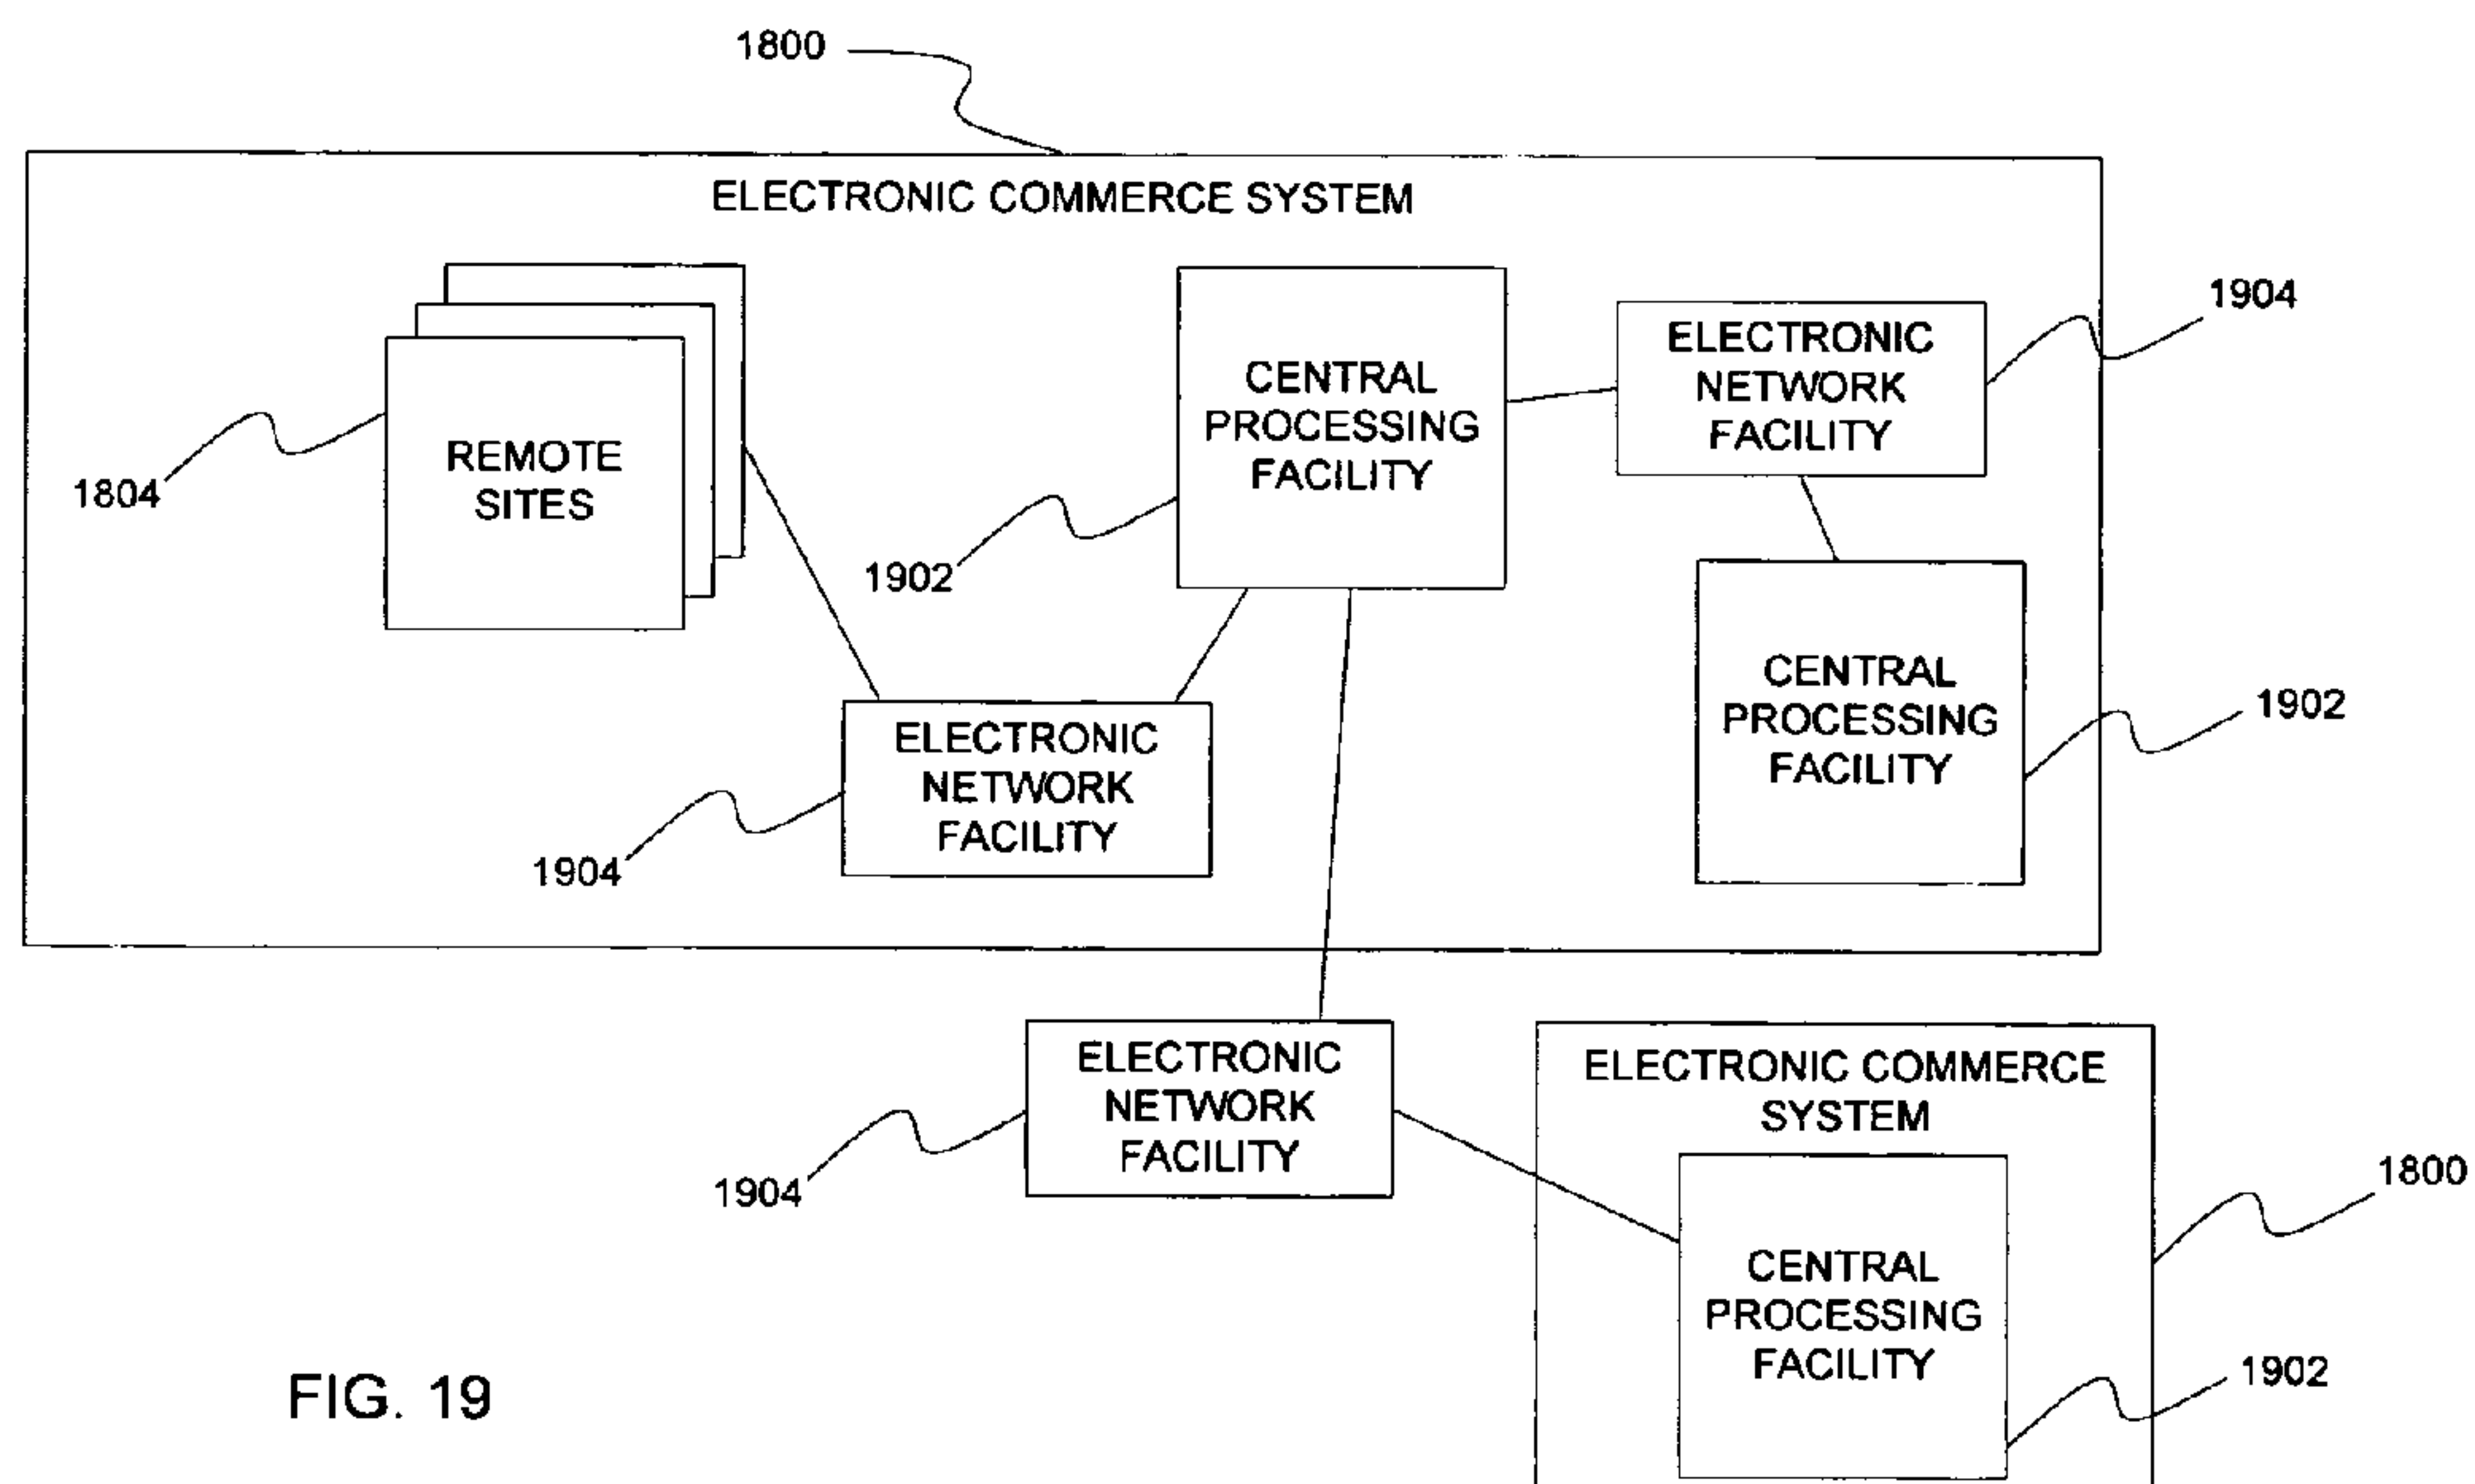 1800
ELECTRONIC COMMERCE SYSTEM
1904
ELECTRONIC
NETWORK
FACILITY
CENTRAL
PROCESSING
FACILITY
REMOTE
SITES
1804
1902
CENTRAL
PROCESSING
FACILITY
1902
ELECTRONIC
NETWORK
FACILITY
1904
ELECTRONIC
NETWORK
FACILITY
1904
ELECTRONIC COMMERCE
SYSTEM
1800
CENTRAL
PROCESSING
FACILITY
1902
FIG. 19